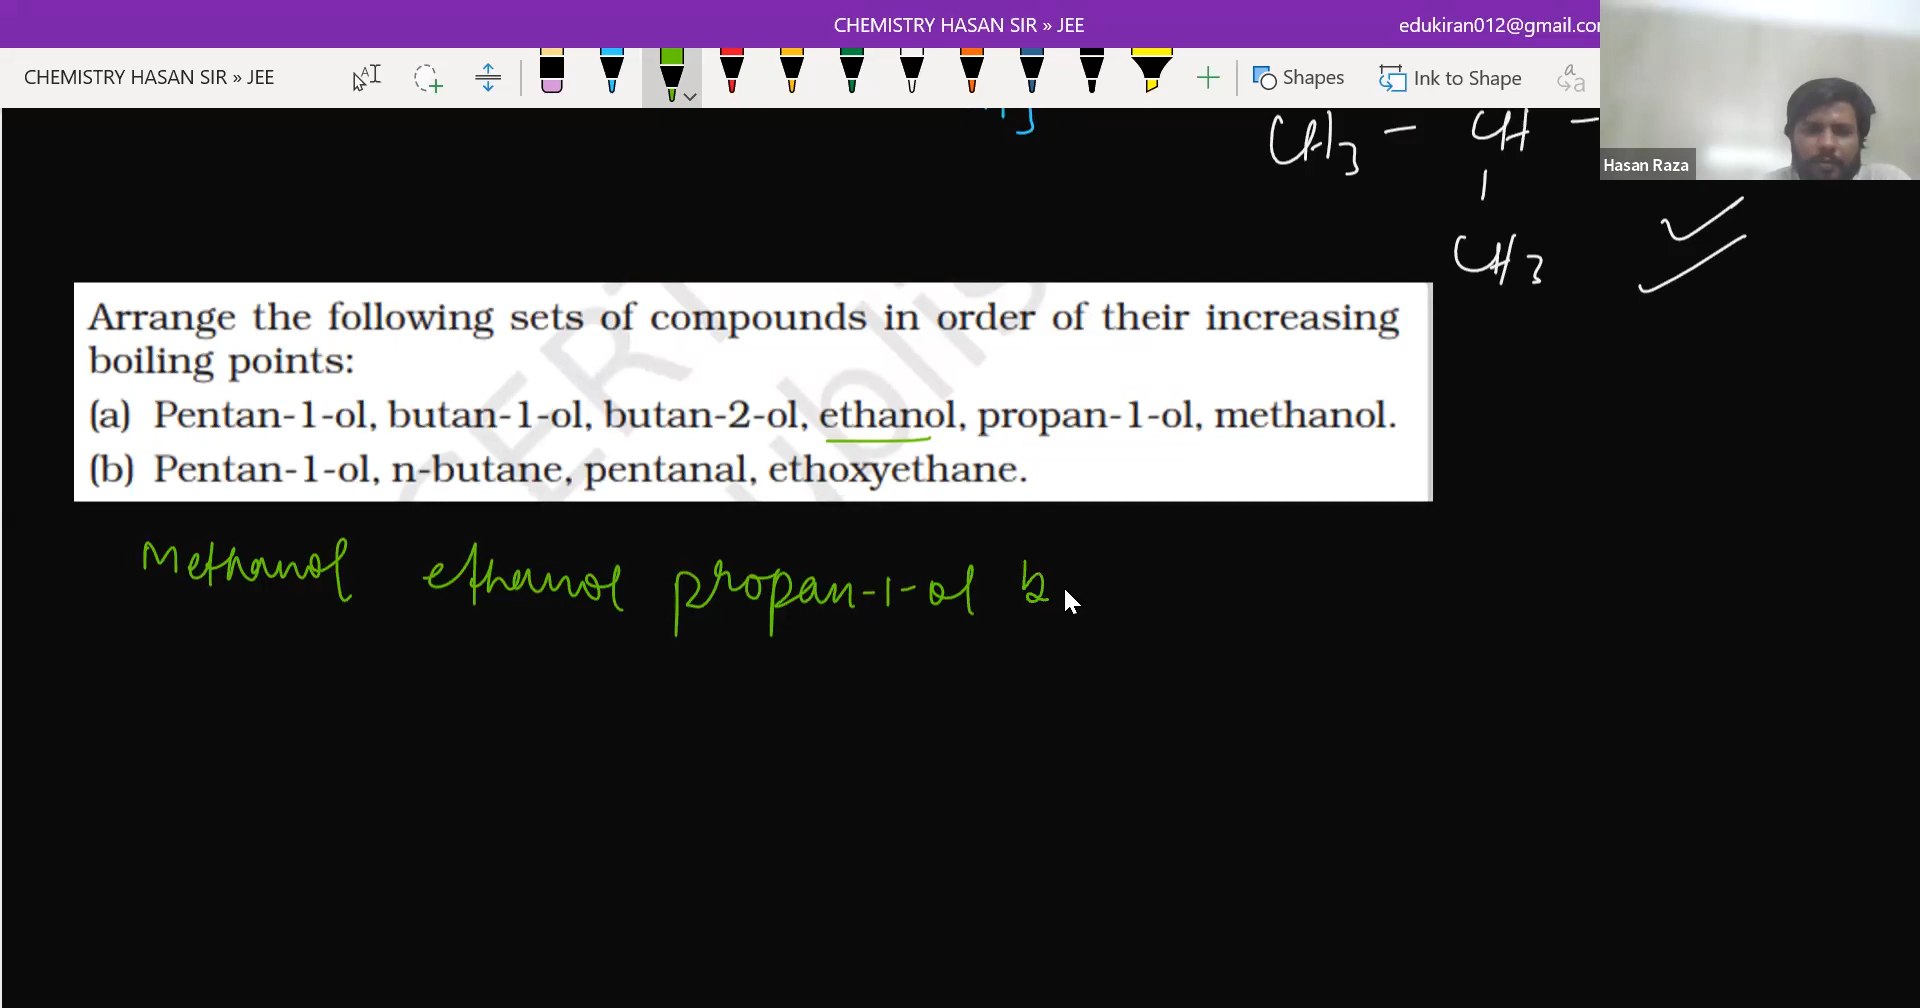 CHEMISTRY HASAN SIR » JEE
edukiran012@gmail.co
CHEMISTRY HASAN SIR » JEE
Shapes
Ink to Shape
CH3 - CH -
CH3
Hasan Raza
Arrange the following sets of compounds in order of their increasing
boiling points:
(a) Pentan-1-ol, butan-1-ol, butan-2-ol, ethanol, propan-1-ol, methanol.
(b) Pentan-1-ol, n-butane, pentanal, ethoxyethane.
Methanol ethanol propan-1-ol b